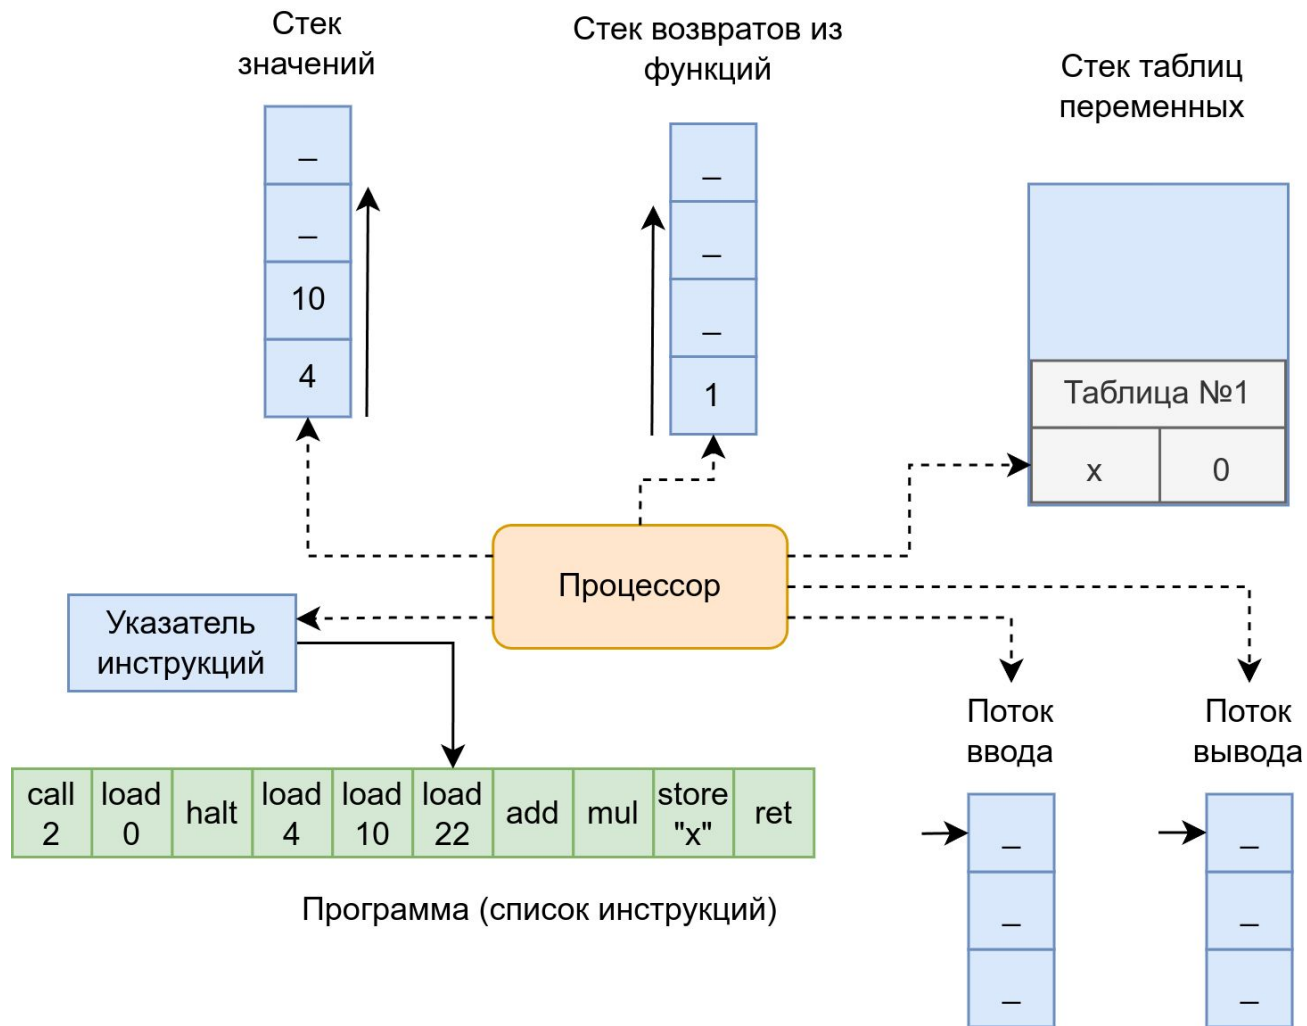 Стек
значений
Стек возвратов из
функций
Стек таблиц
переменных
_
_
10
4
_
_
_
1
Таблица №1
x 0
Процессор
Указатель
инструкций
Поток
ввода
Поток
вывода
call
2
load
0
halt
load
4
load
10
load
22
add
mul
store
"x"
ret
Программа (список инструкций)
_
_
_
_
_
_